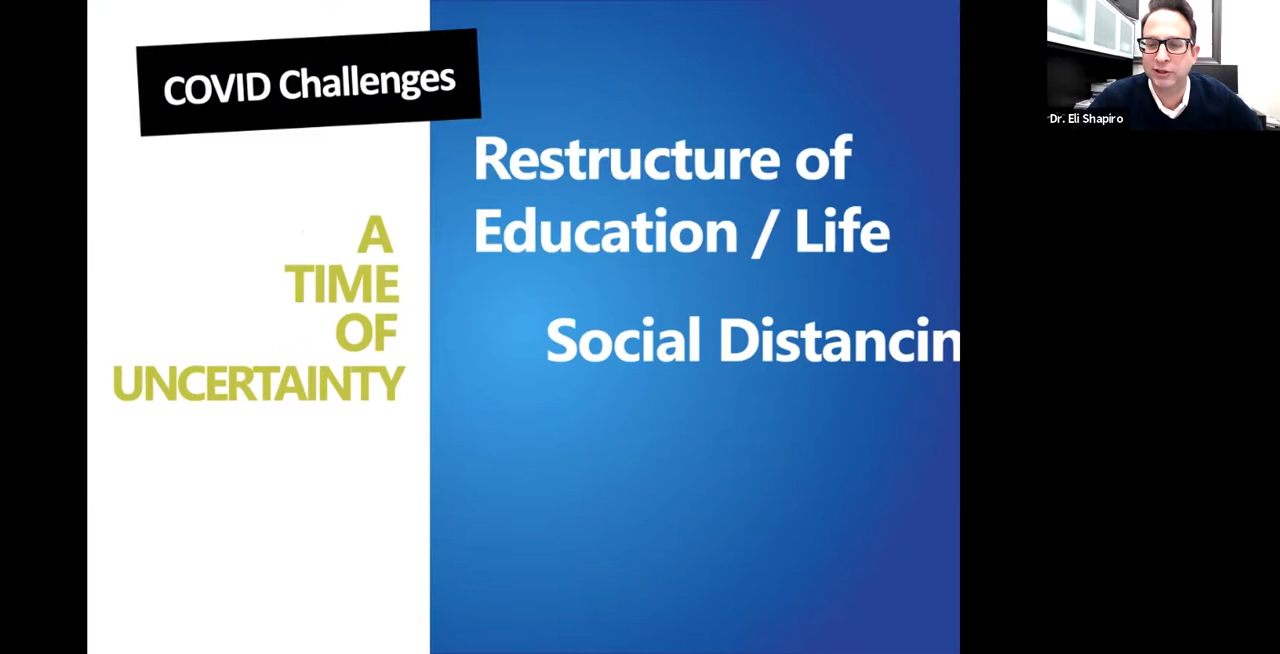 COVID Challenges
A
TIME
OF
UNCERTAINTY
Restructure of
Education / Life
Social Distancin
Dr. Eli Shapiro